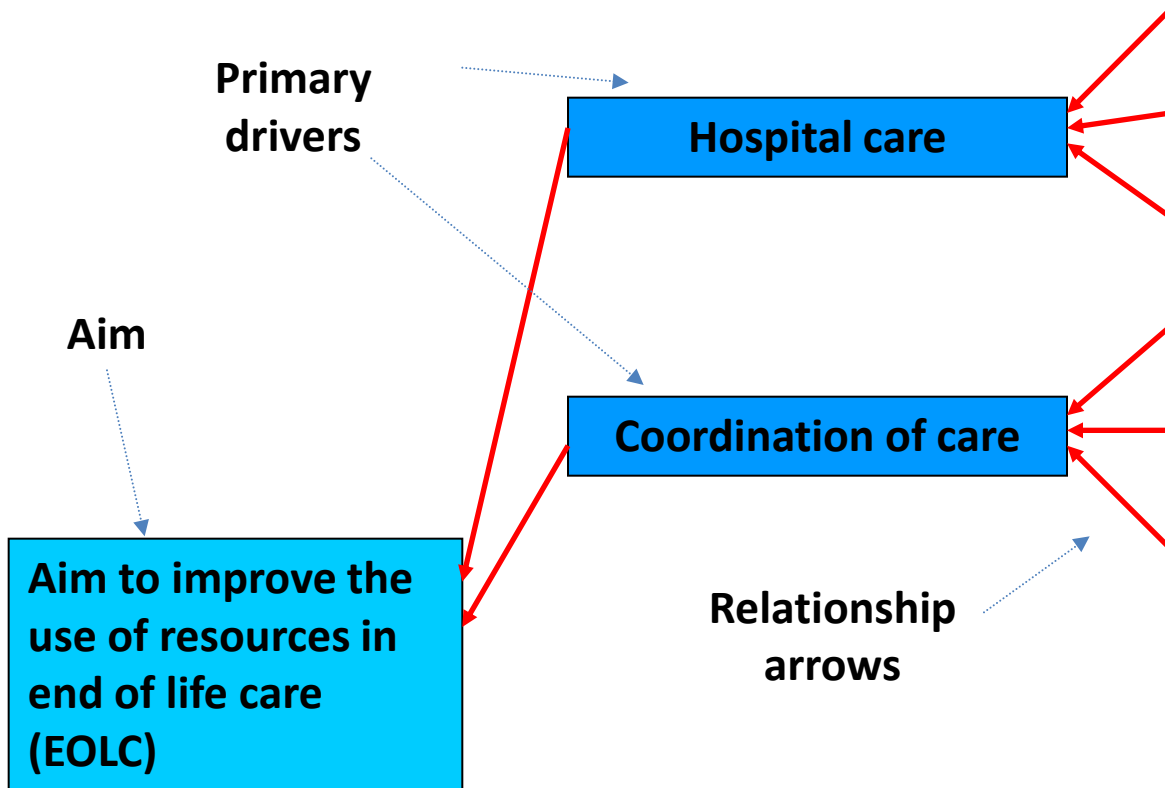 Primary
drivers
Hospital care
Aim
Coordination of care
Aim to improve the
use of resources in
end of life care
(EOLC)
Relationship
arrows